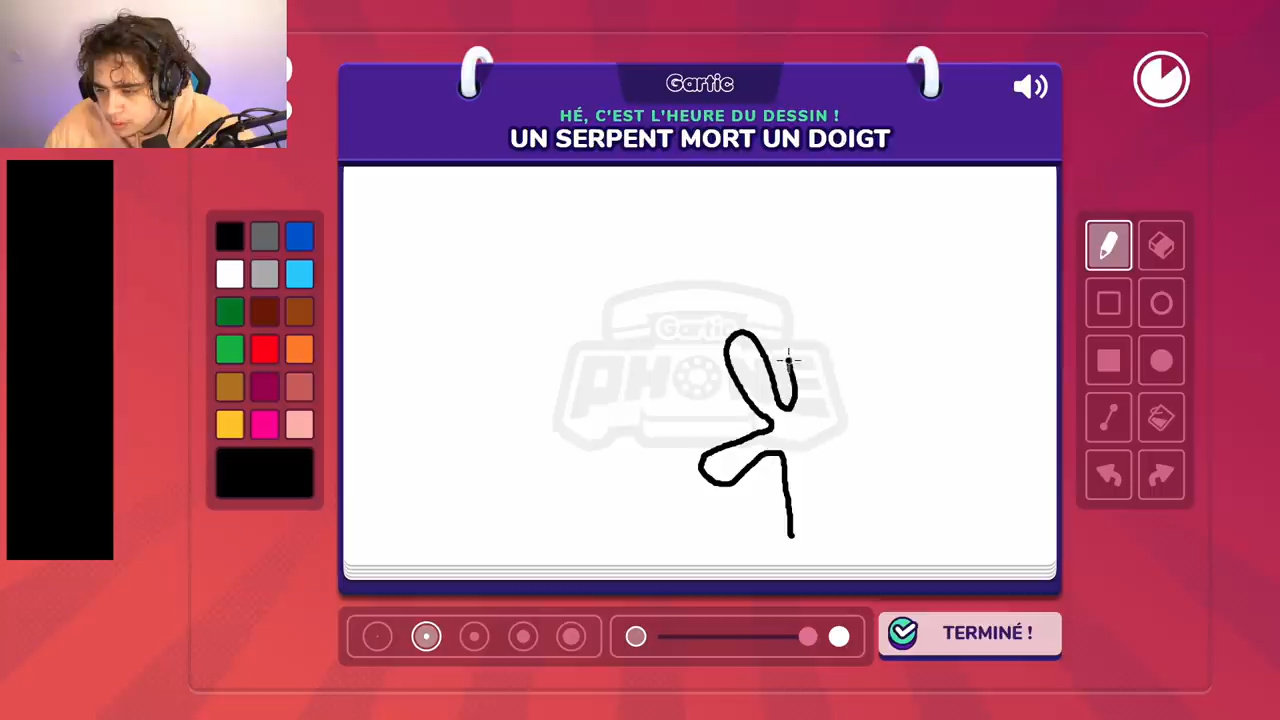 Gartic
HÉ, C'EST L'HEURE DU DESSIN !
UN SERPENT MORT UN DOIGT
Gartic
PHONE
TERMINÉ !